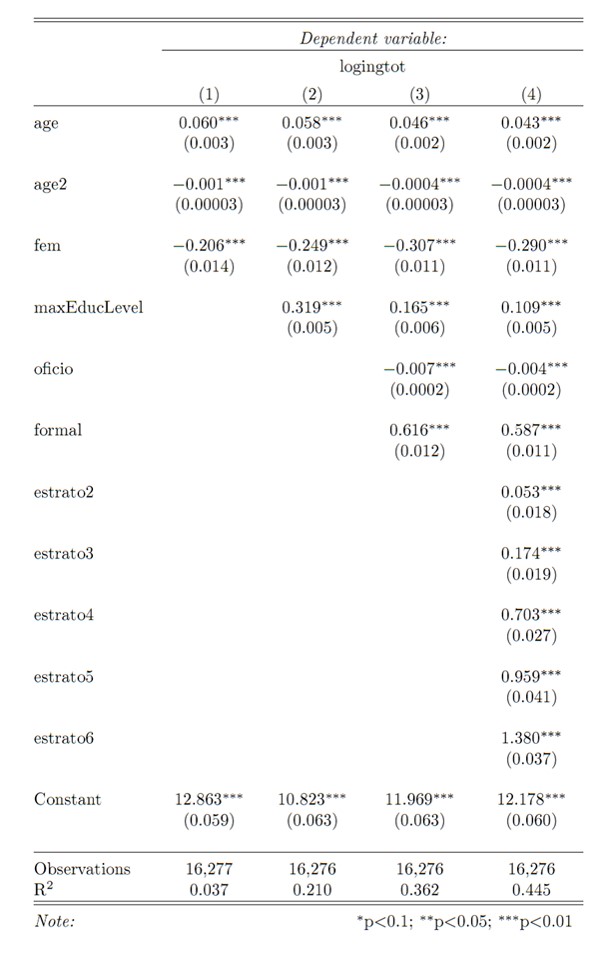 Dependent variable:
logingtot
(1) (2) (3) (4)
age 0.060*** 0.058*** 0.046*** 0.043***
(0.003) (0.003) (0.002) (0.002)
age2 −0.001*** −0.001*** −0.0004*** −0.0004***
(0.00003) (0.00003) (0.00003) (0.00003)
fem −0.206*** −0.249*** −0.307*** −0.290***
(0.014) (0.012) (0.011) (0.011)
maxEducLevel 0.319*** 0.165*** 0.109***
(0.005) (0.006) (0.005)
oficio −0.007*** −0.004***
(0.0002) (0.0002)
formal 0.616*** 0.587***
(0.012) (0.011)
estrato2 0.053***
(0.018)
estrato3 0.174***
(0.019)
estrato4 0.703***
(0.027)
estrato5 0.959***
(0.041)
estrato6 1.380***
(0.037)
Constant 12.863*** 10.823*** 11.969*** 12.178***
(0.059) (0.063) (0.063) (0.060)
Observations 16,277 16,276 16,276 16,276
R² 0.037 0.210 0.362 0.445
Note: *p<0.1; **p<0.05; ***p<0.01